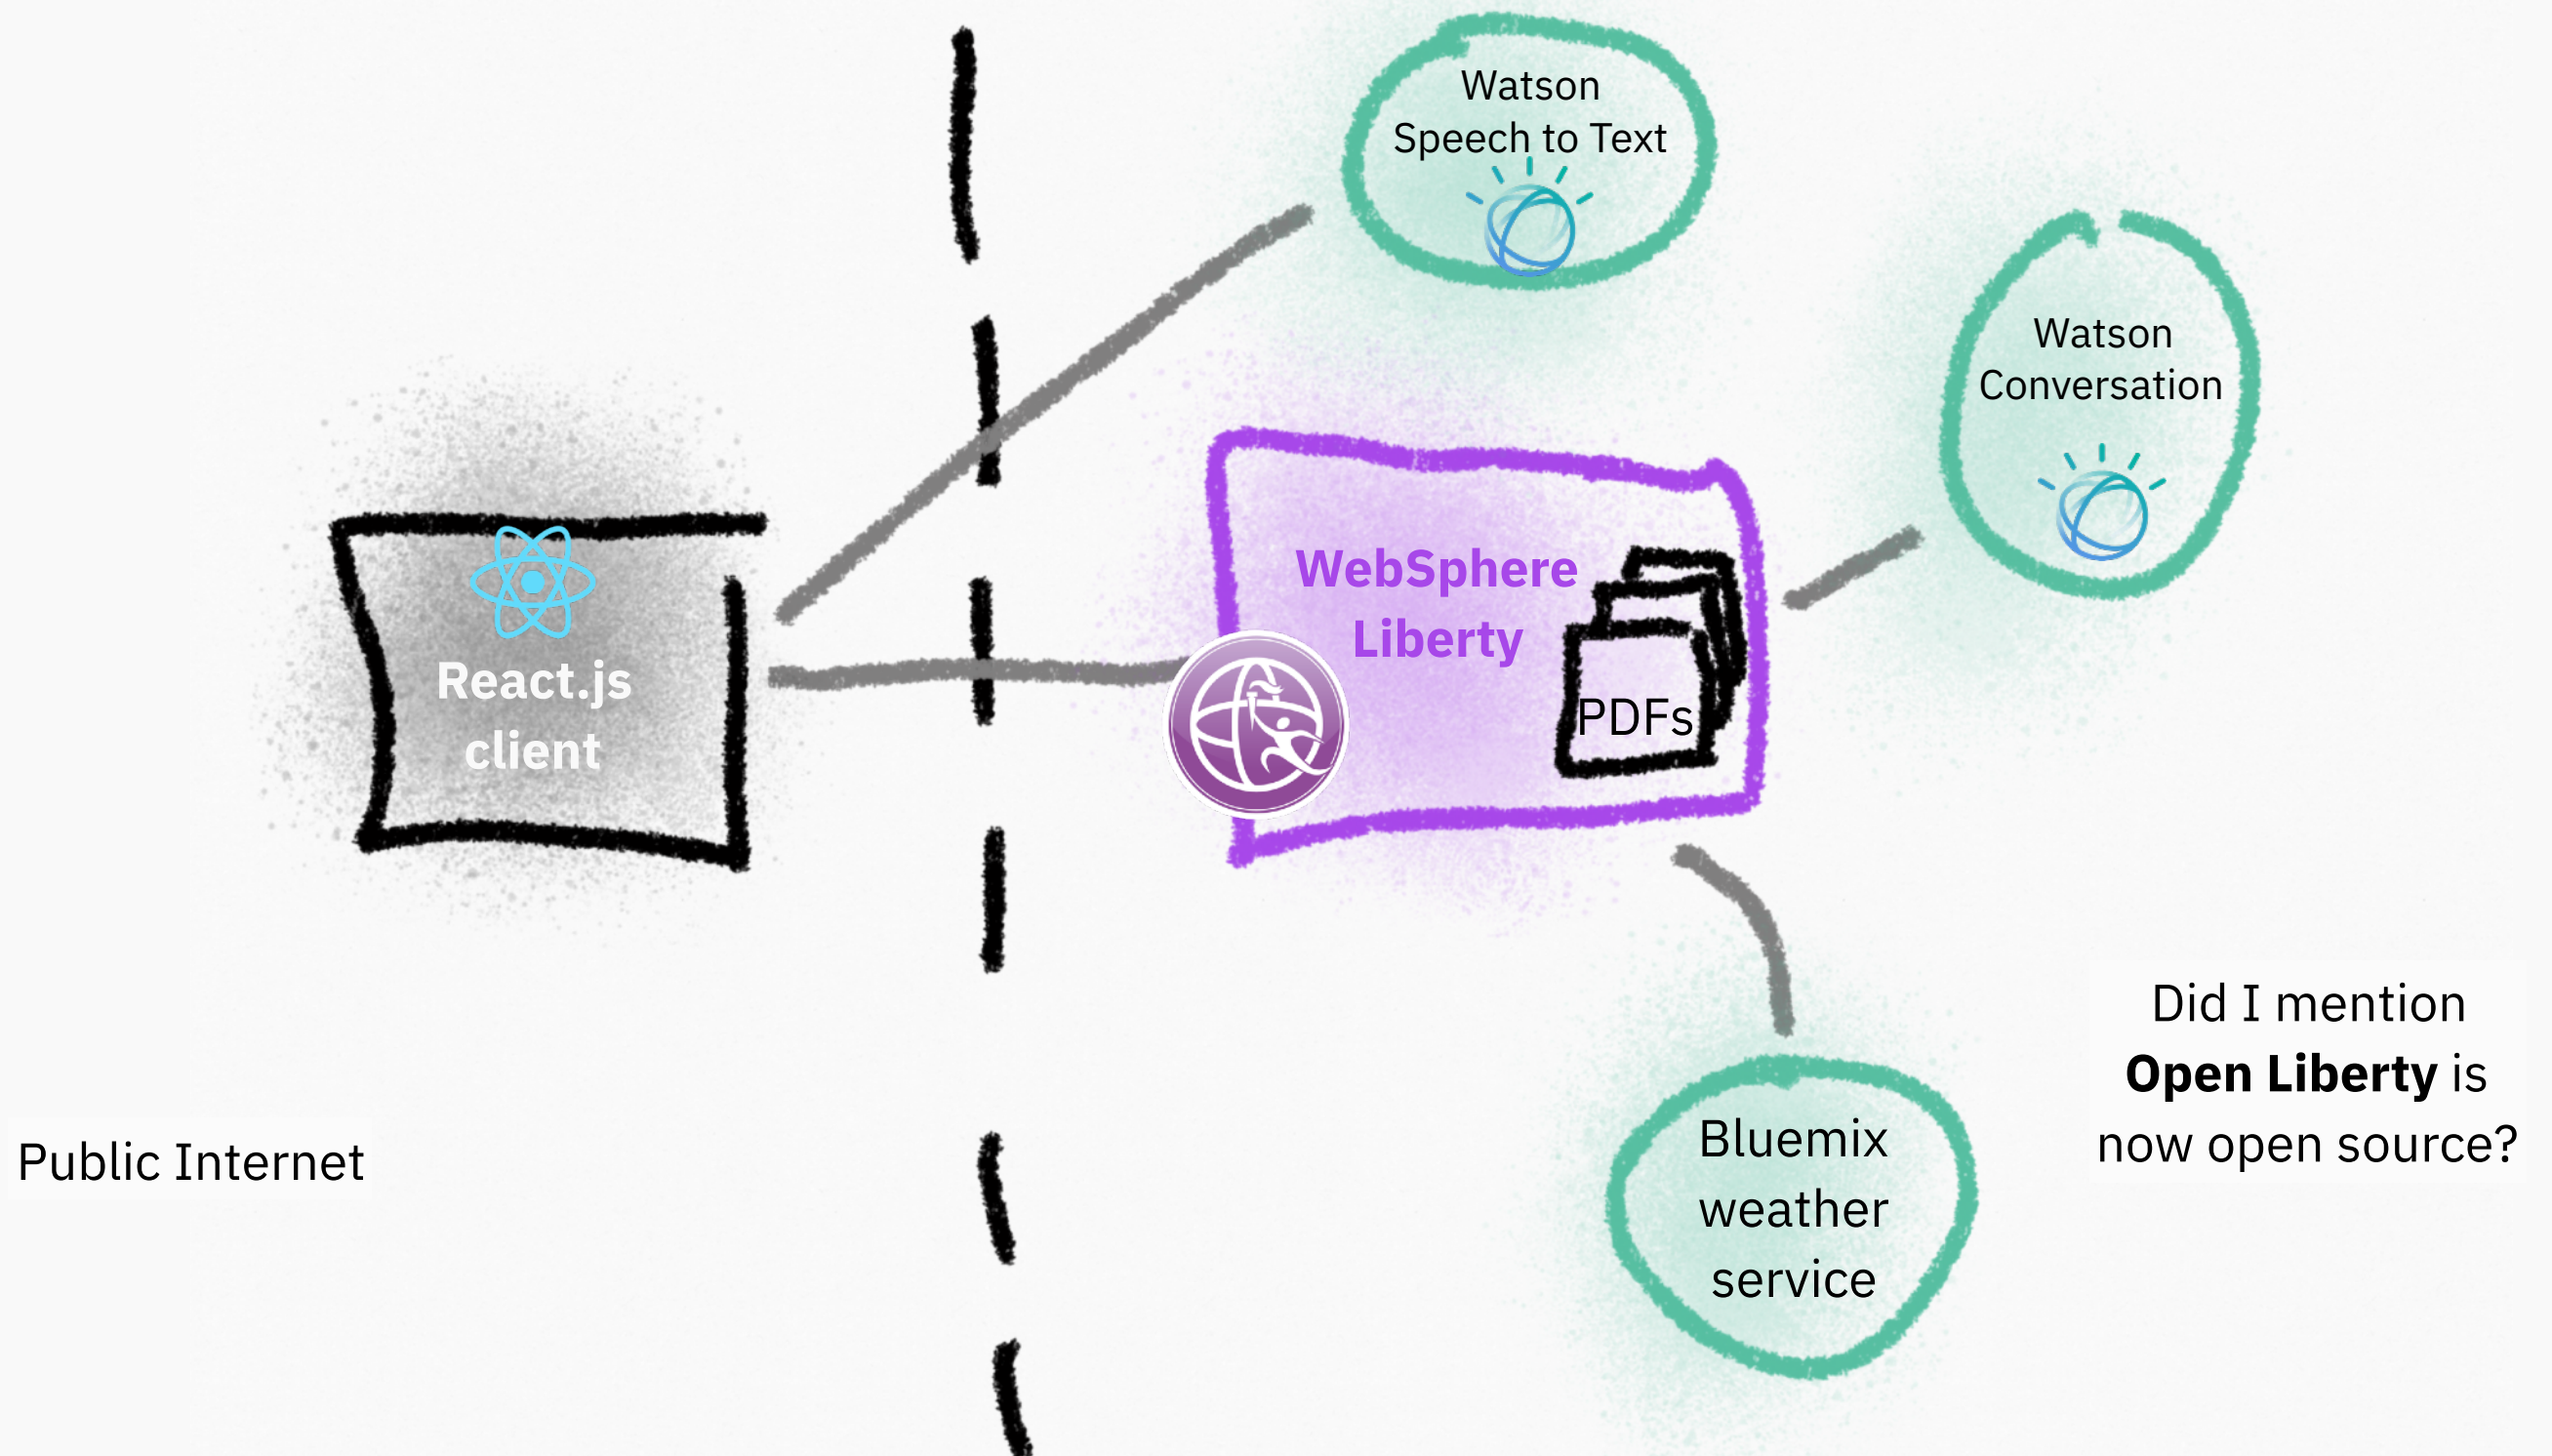 Watson
Speech to Text
Watson
Conversation
WebSphere
Liberty
PDFs
React.js
client
Did I mention
Open Liberty is
now open source?
Public Internet
Bluemix
weather
service